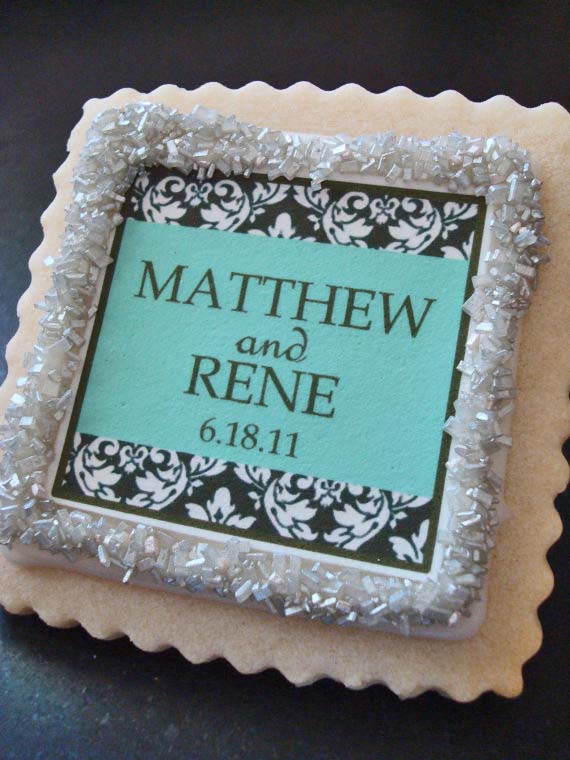 MATTHEW
and
RENE
6.18.11